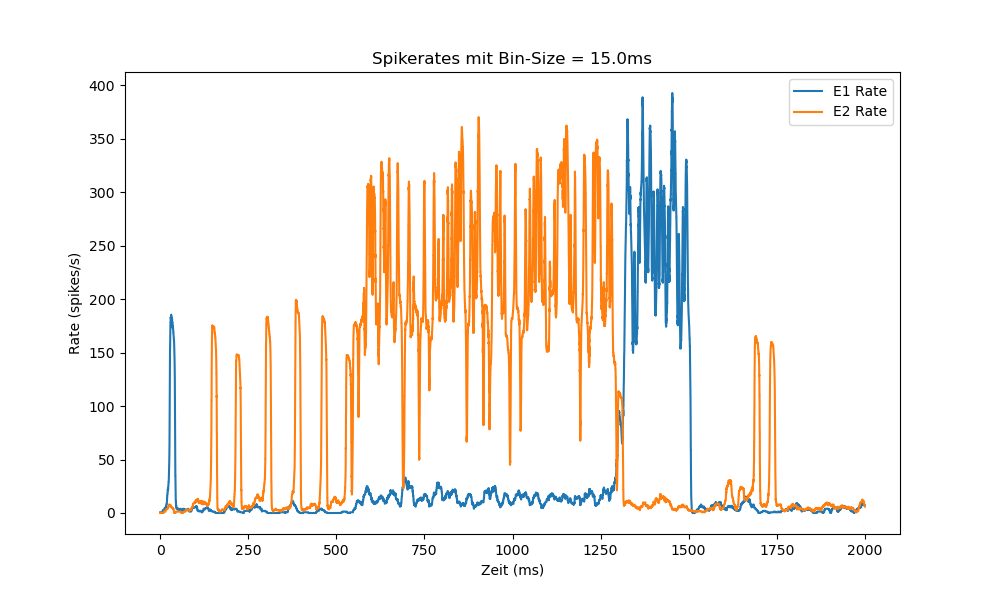 Spikerates mit Bin-Size = 15.0ms
E1 Rate
E2 Rate
Rate (spikes/s)
400
350
300
250
200
150
100
50
0
0 250 500 750 1000 1250 1500 1750 2000
Zeit (ms)